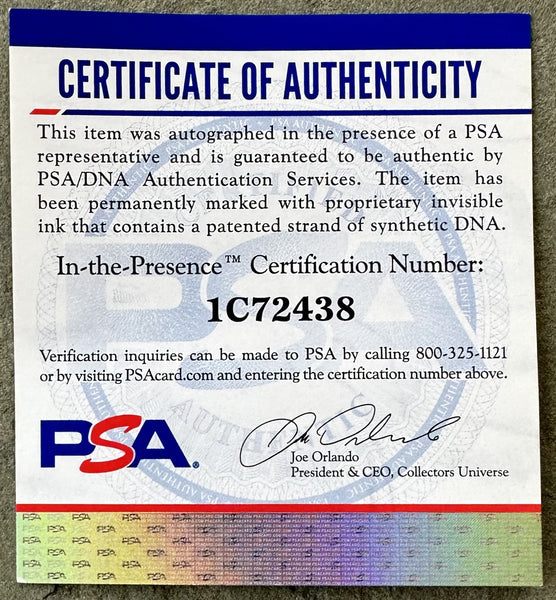 CERTIFICATE OF AUTHENTICITY
This item was autographed in the presence of a PSA
representative and is guaranteed to be authentic by
PSA/DNA Authentication Services. The item has
been permanently marked with proprietary invisible
ink that contains a patented strand of synthetic DNA.
In-the-Presence™ Certification Number:
1C72438
Verification inquiries can be made to PSA by calling 800-325-1121
or by visiting PSAcard.com and entering the certification number above.
PSA®
Joe Orlando
President & CEO, Collectors Universe